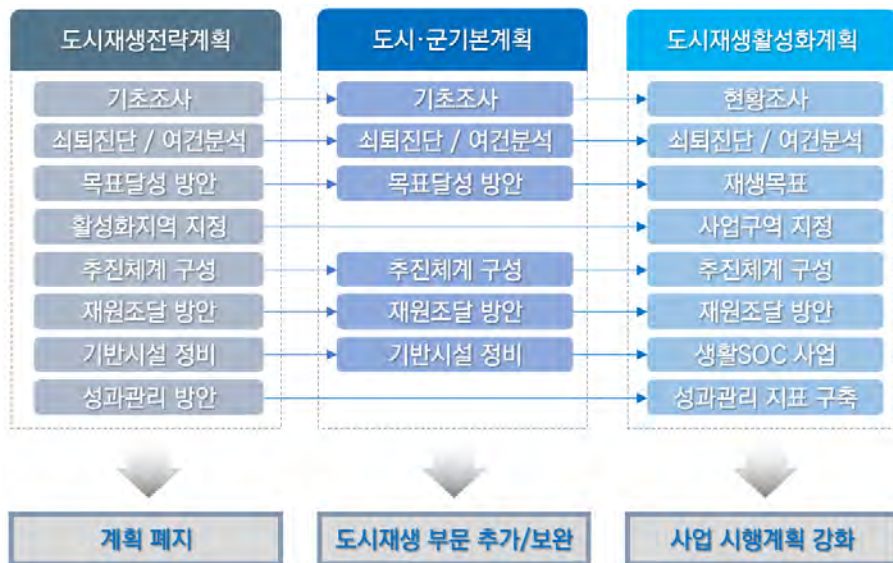 도시재생전략계획
기초조사
쇠퇴진단 / 여건분석
목표달성 방안
활성화지역 지정
추진체계 구성
재원조달 방안
기반시설 정비
성과관리 방안
계획 폐지
도시·군기본계획
기초조사
쇠퇴진단 / 여건분석
목표달성 방안
추진체계 구성
재원조달 방안
기반시설 정비
도시재생 부문 추가/보완
도시재생활성화계획
현황조사
쇠퇴진단 / 여건분석
재생목표
사업구역 지정
추진체계 구성
재원조달 방안
생활SOC 사업
성과관리 지표 구축
사업 시행계획 강화